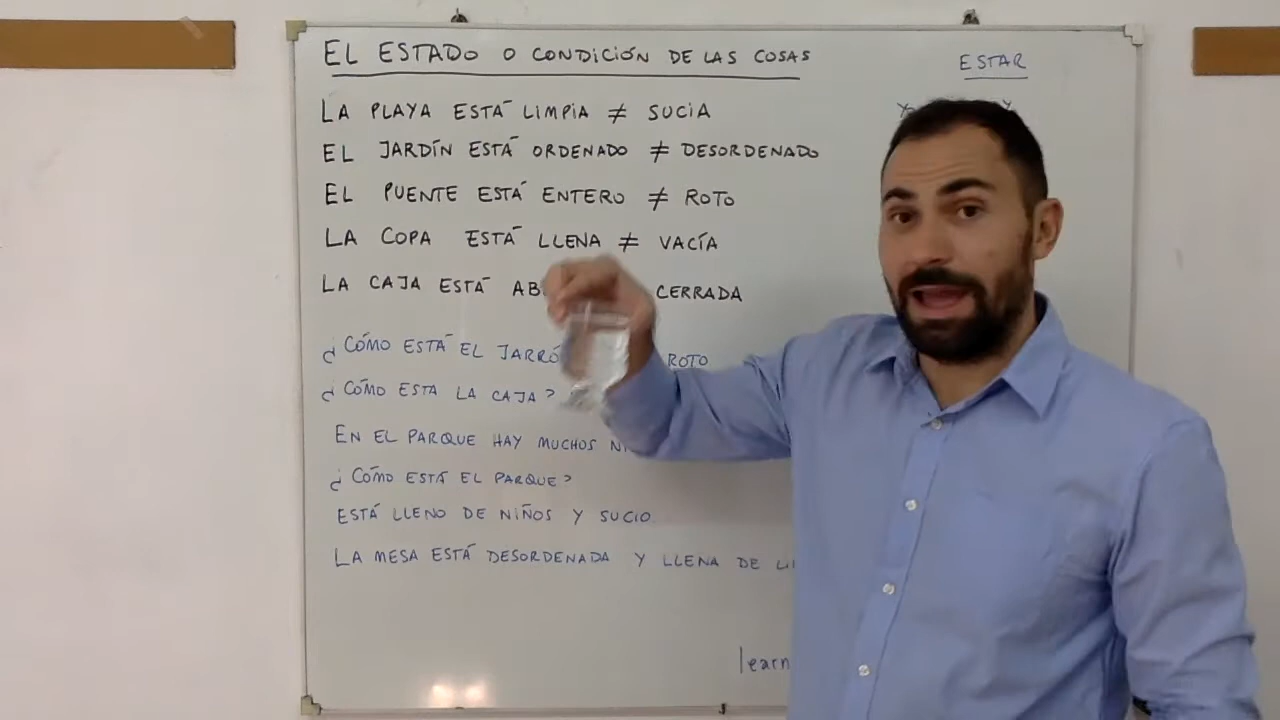 EL ESTADO O CONDICIÓN DE LAS COSAS
ESTAR
LA PLAYA ESTÁ LIMPIA ≠ SUCIA
EL JARDÍN ESTÁ ORDENADO ≠ DESORDENADO
EL PUENTE ESTÁ ENTERO ≠ ROTO
LA COPA ESTÁ LLENA ≠ VACÍA
LA CAJA ESTÁ AB CERRADA
¿CÓMO ESTÁ EL JARRÓ ROTO
¿CÓMO ESTA LA CAJA?
EN EL PARQUE HAY MUCHOS
¿CÓMO ESTÁ EL PARQUE?
ESTÁ LLENO DE NIÑOS Y SUCIO
LA MESA ESTÁ DESORDENADA Y LLENA DE LI
learn